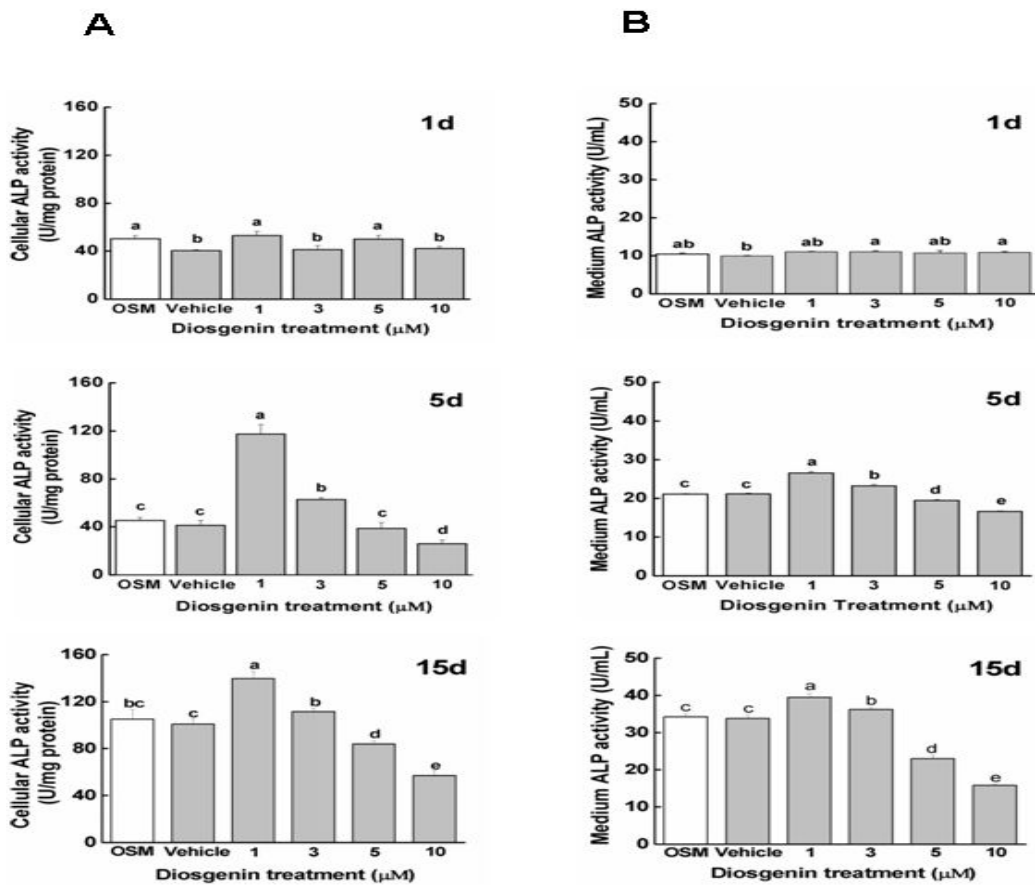 A
B
Cellular ALP activity
(U/mg protein)
160
120
80
40
0
1d
a
b
a
b
a
b
OSM Vehicle 1 3 5 10
Diosgenin treatment (µM)
Medium ALP activity (U/mL)
50
40
30
20
10
0
1d
ab
b
ab
a
ab
a
OSM Vehicle 1 3 5 10
Diosgenin treatment (µM)
Cellular ALP activity
(U/mg protein)
160
120
80
40
0
5d
c
c
a
b
c
d
OSM Vehicle 1 3 5 10
Diosgenin treatment (µM)
Medium ALP activity (U/mL)
50
40
30
20
10
0
5d
c
c
a
b
d
e
OSM Vehicle 1 3 5 10
Diosgenin Treatment (µM)
Cellular ALP activity
(U/mg protein)
160
120
80
40
0
15d
bc
c
a
b
d
e
OSM Vehicle 1 3 5 10
Diosgenin treatment (µM)
Medium ALP activity (U/mL)
50
40
30
20
10
0
15d
c
c
a
b
d
e
OSM Vehicle 1 3 5 10
Diosgenin treatment (µM)